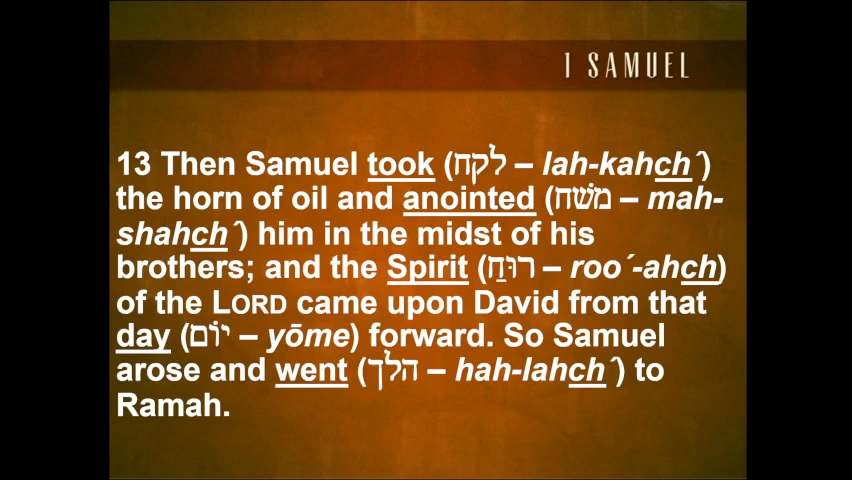 1 SAMUEL
13 Then Samuel took (לקח – lah-kahch´)
the horn of oil and anointed (משׁח – mah-
shahch´) him in the midst of his
brothers; and the Spirit (רוּחַ – roo´-ahch)
of the LORD came upon David from that
day (יוֹם – yōme) forward. So Samuel
arose and went (הלך – hah-lahch´) to
Ramah.